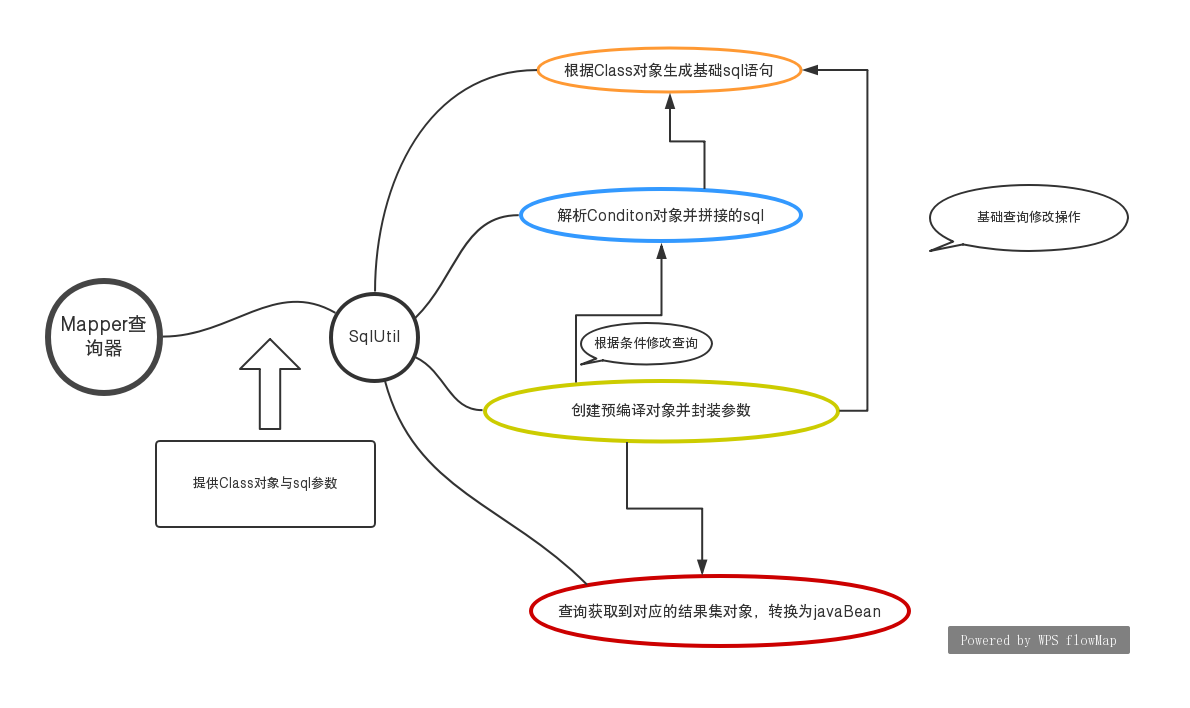 根据Class对象生成基础sql语句
解析Conditon对象并拼接的sql
基础查询修改操作
Mapper查
询器
SqlUtil
根据条件修改查询
创建预编译对象并封装参数
提供Class对象与sql参数
查询获取到对应的结果集对象，转换为javaBean
Powered by WPS flowMap